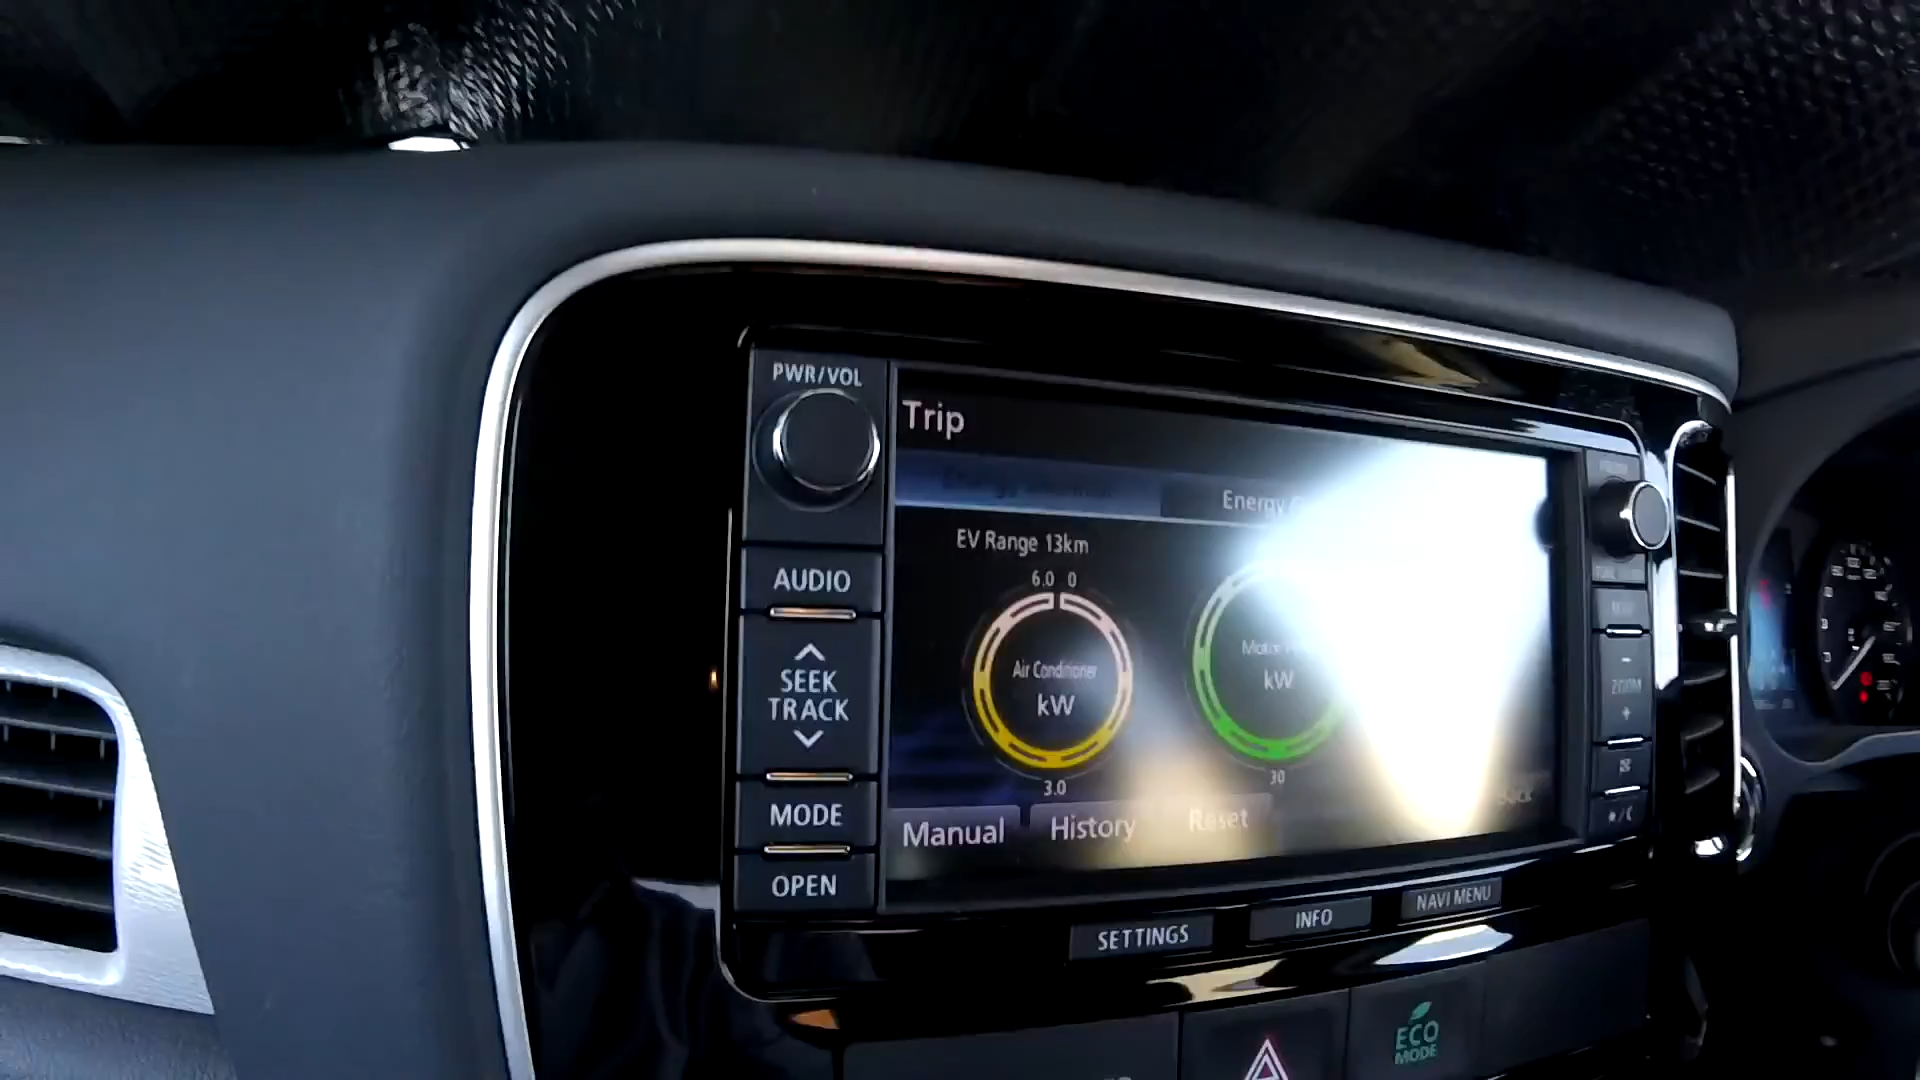 PWR/VOL
Trip
Energy
EV Range 13km
6.0 0
AUDIO
Air Conditioner
kW
kW
SEEK
TRACK
3.0
30
MODE
Manual
History
Reset
ZOOM
OPEN
SETTINGS
INFO
NAVI MENU
ECO
MODE